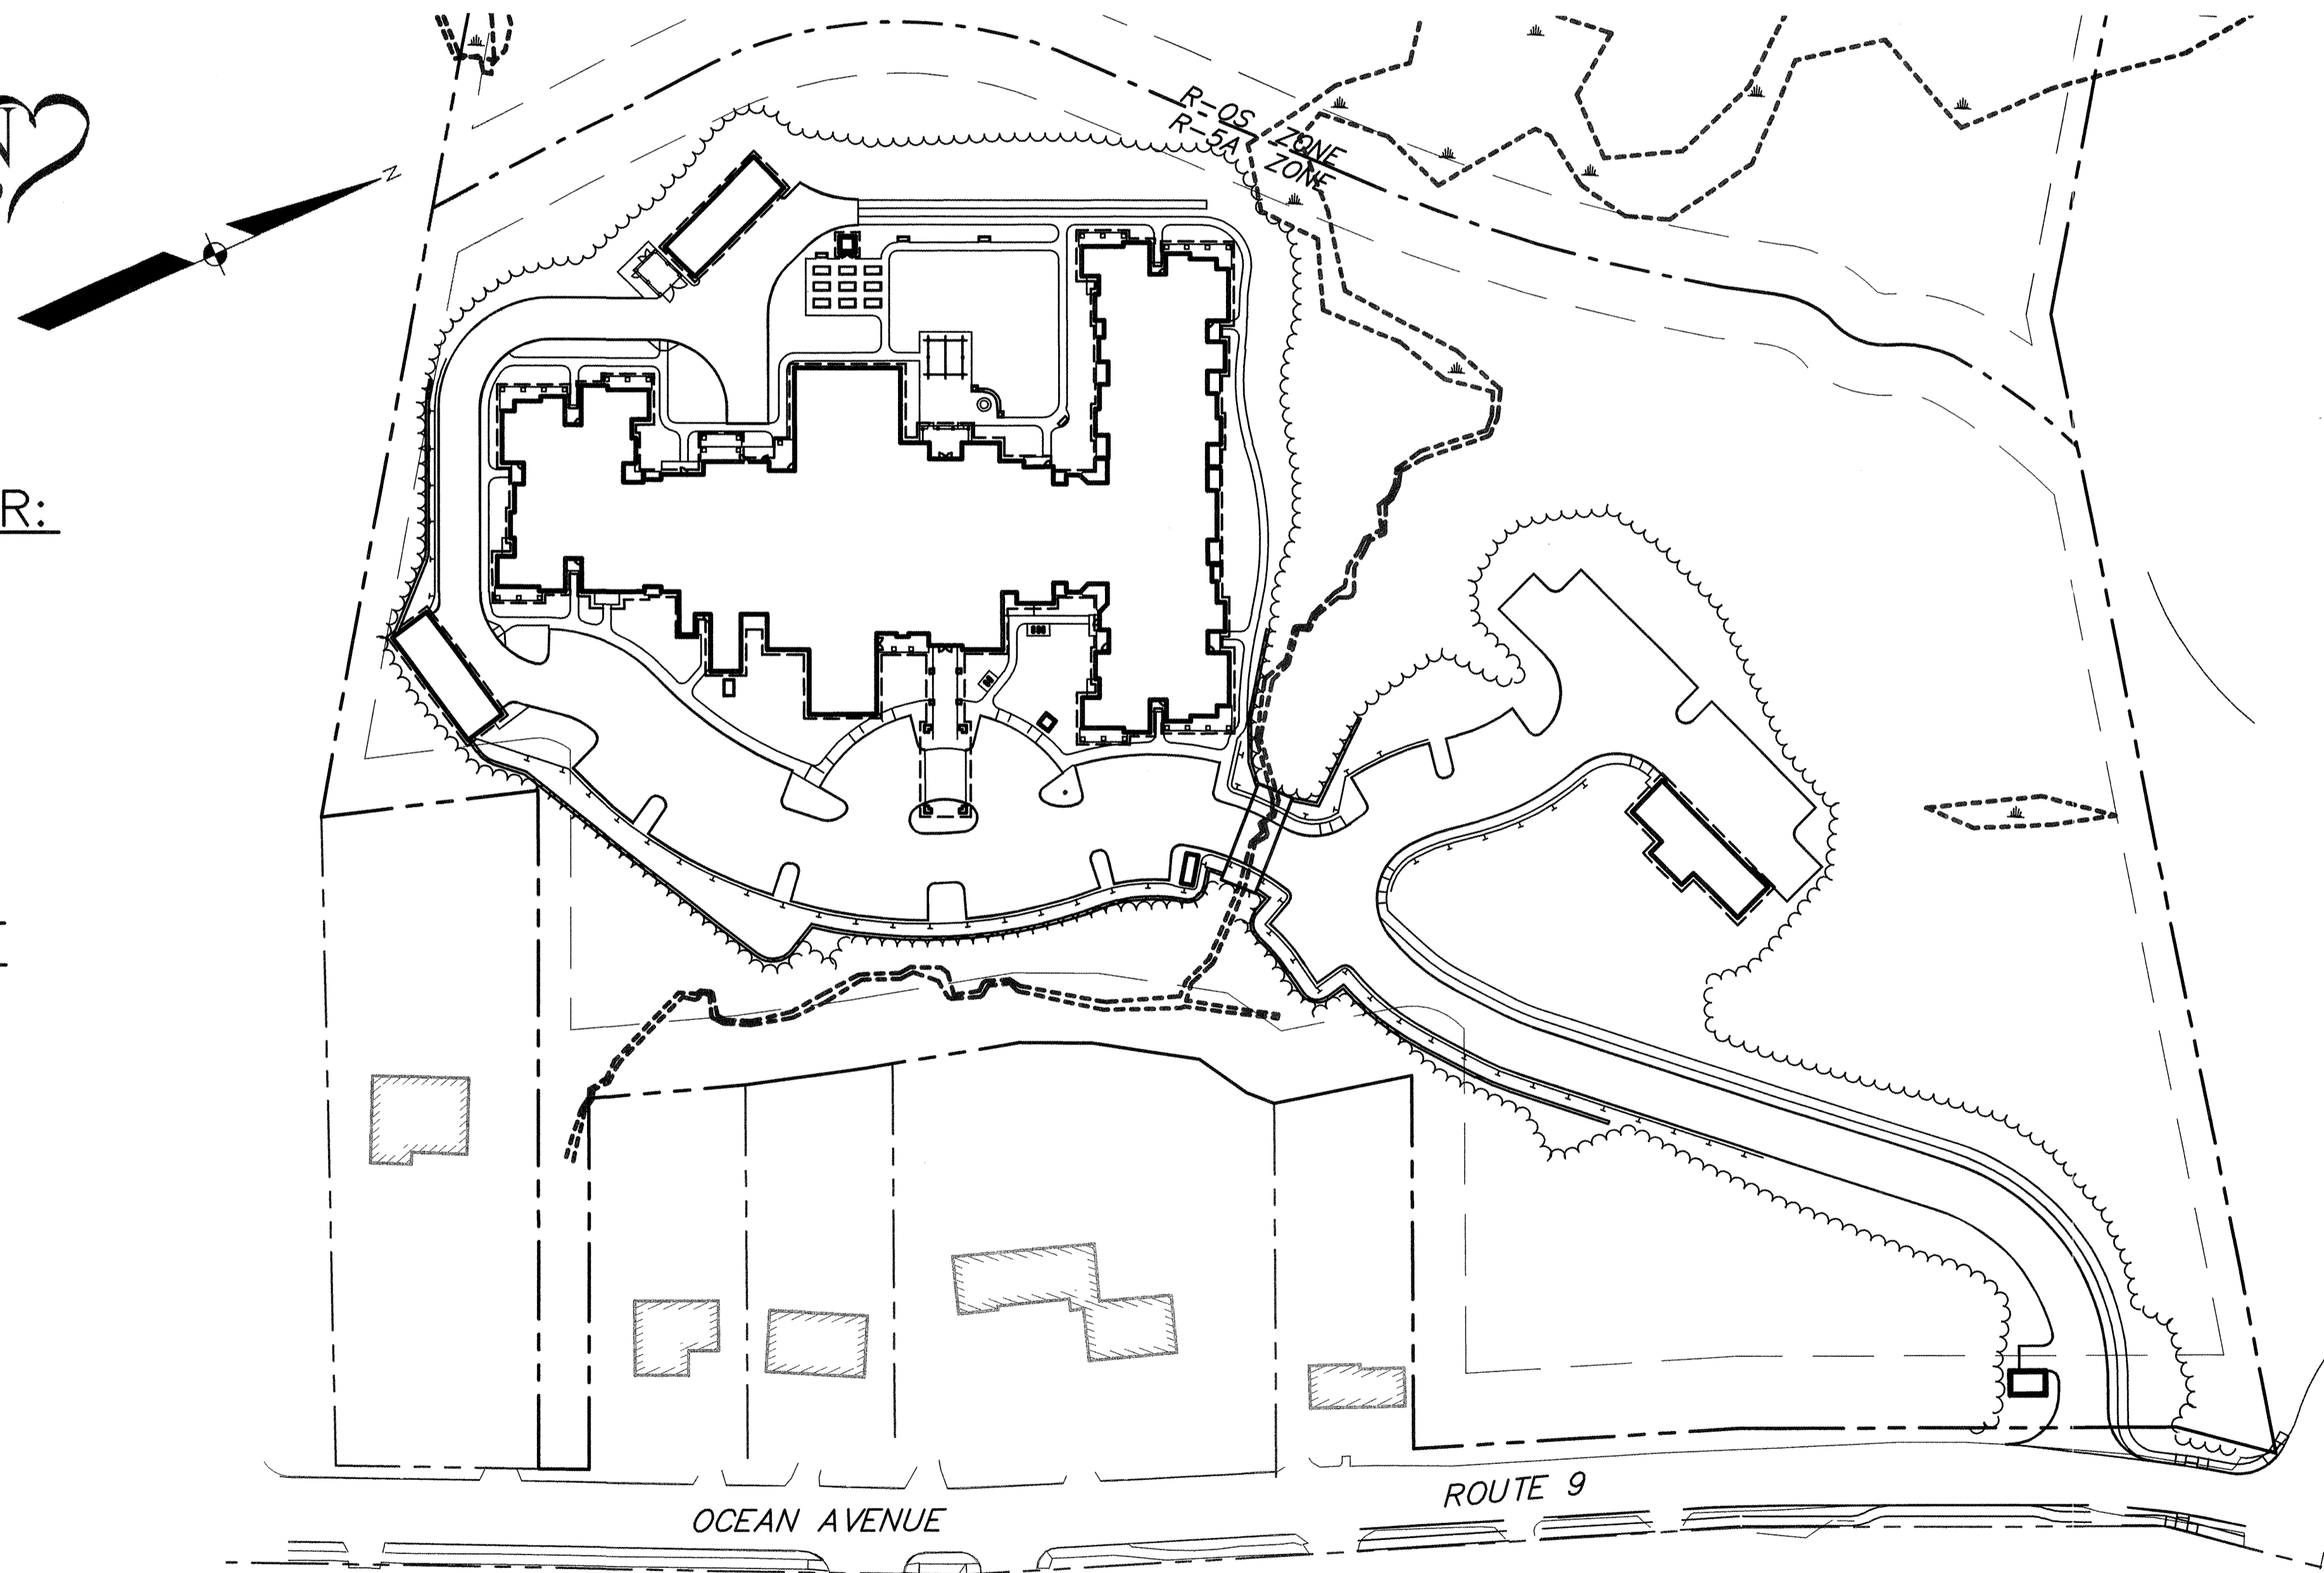 N
R-OS ZONE
R-5A ZONE
N
R:
ROUTE 9
OCEAN AVENUE